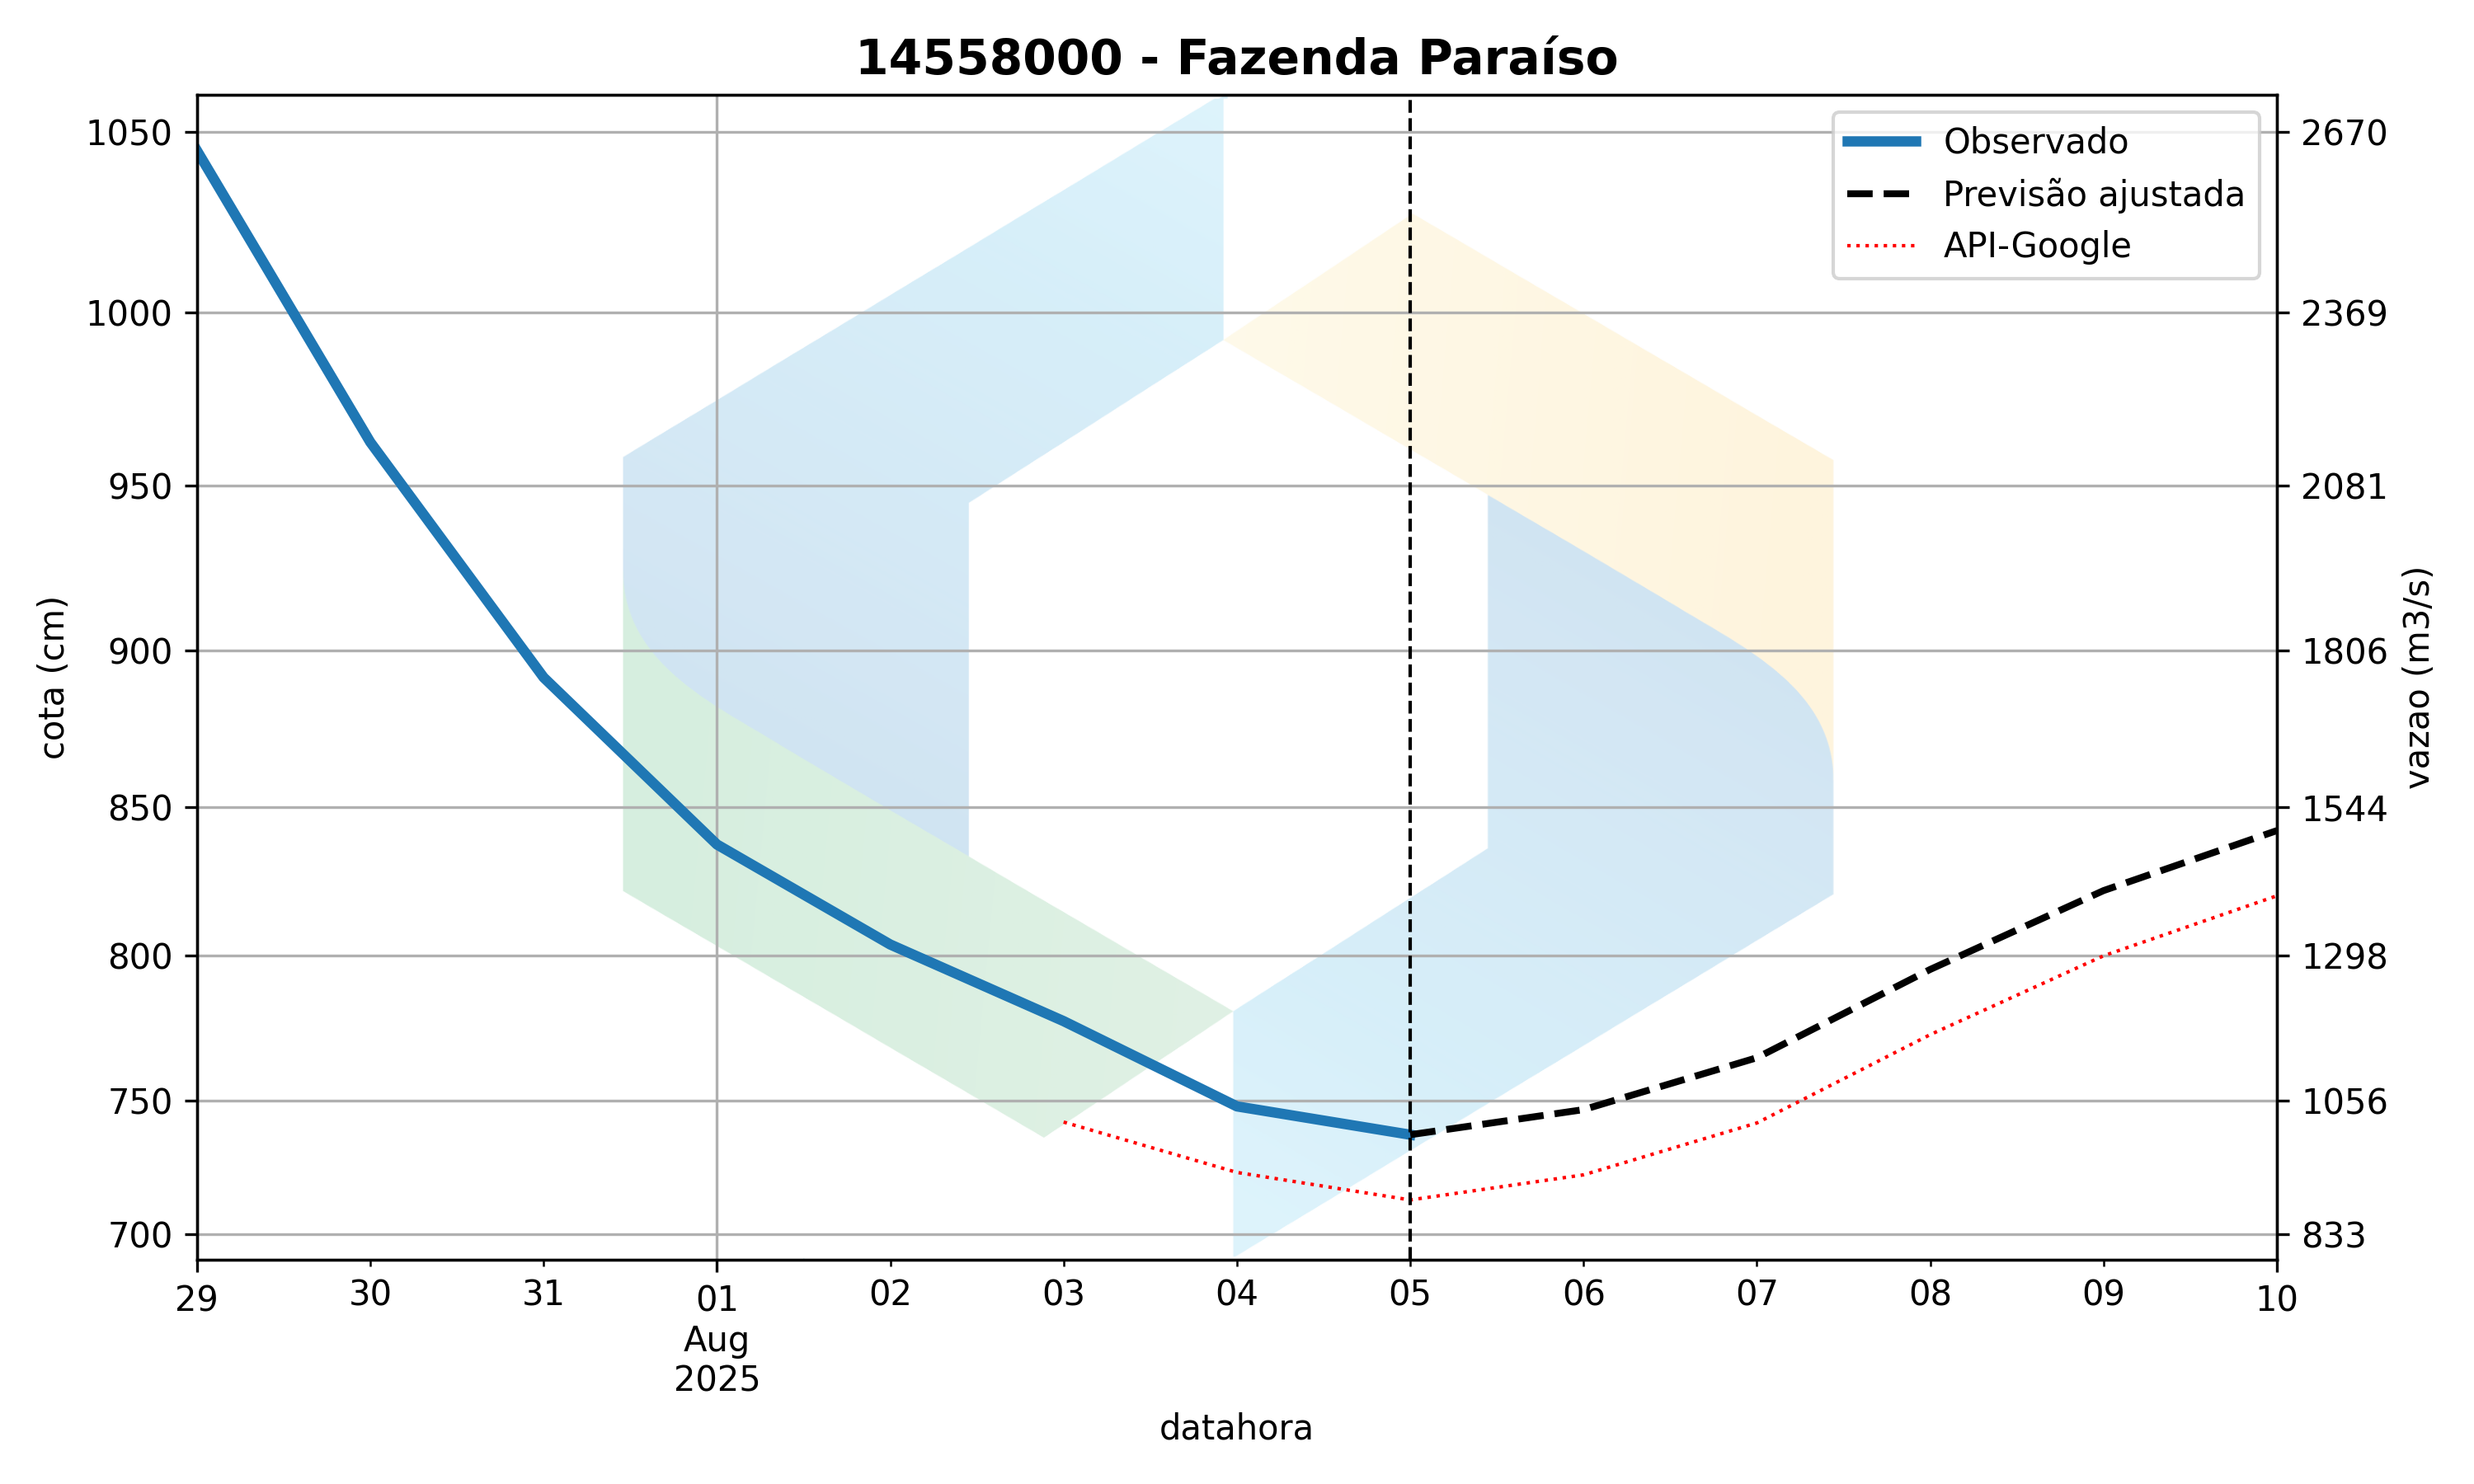 14558000 - Fazenda Paraíso
Observado
Previsão ajustada
API-Google
cota (cm)
1050
1000
950
900
850
800
750
700
2670
2369
2081
1806
1544
1298
1056
833
vazao (m3/s)
29 30 31 01 02 03 04 05 06 07 08 09 10
Aug
2025
datahora